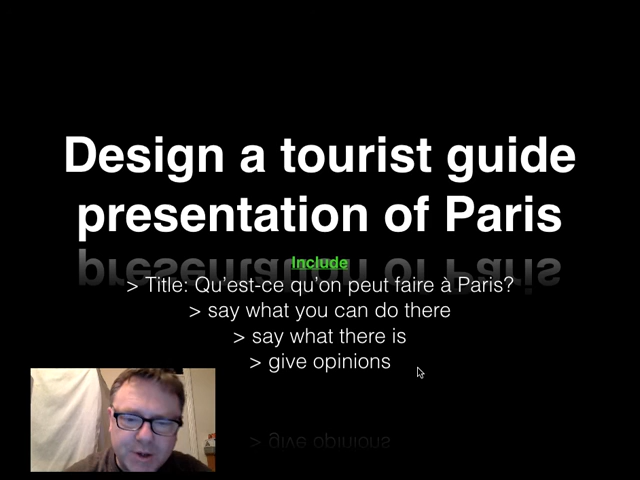 Design a tourist guide
presentation of Paris
Include
> Title: Qu'est-ce qu'on peut faire à Paris?
> say what you can do there
> say what there is
> give opinions